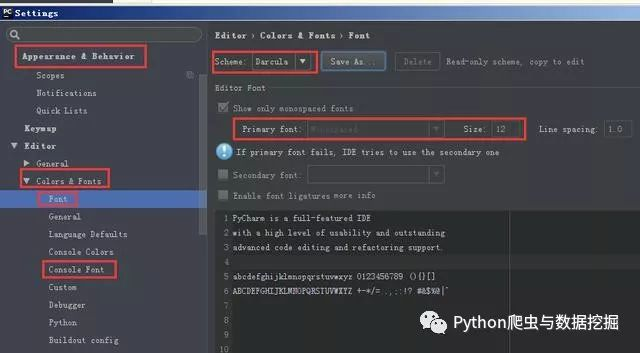 PC Settings
Appearance & Behavior
Scopes
Notifications
Quick Lists
Keymap
Editor
General
Colors & Fonts
Font
General
Language Defaults
Console Colors
Console Font
Custom
Debugger
Python
Buildout config
Editor › Colors & Fonts › Font
Scheme: Darcula Save As... Delete Read-only scheme, copy to edit
Editor Font
Show only monospaced fonts
Primary font: Monospaced Size: 12 Line spacing: 1.0
If primary font fails, IDE tries to use the secondary one
Secondary font:
Enable font ligatures more info
1 PyCharm is a full-featured IDE
2 with a high level of usability and outstanding
3 advanced code editing and refactoring support.
4
5 abcdefghijklmnopqrstuvwxyz 0123456789 (){}[]
6 ABCDEFGHIJKLMNOPQRSTUVWXYZ +-*/= .,;:!? #&$%@|^
7
8
9
10
Python爬虫与数据挖掘